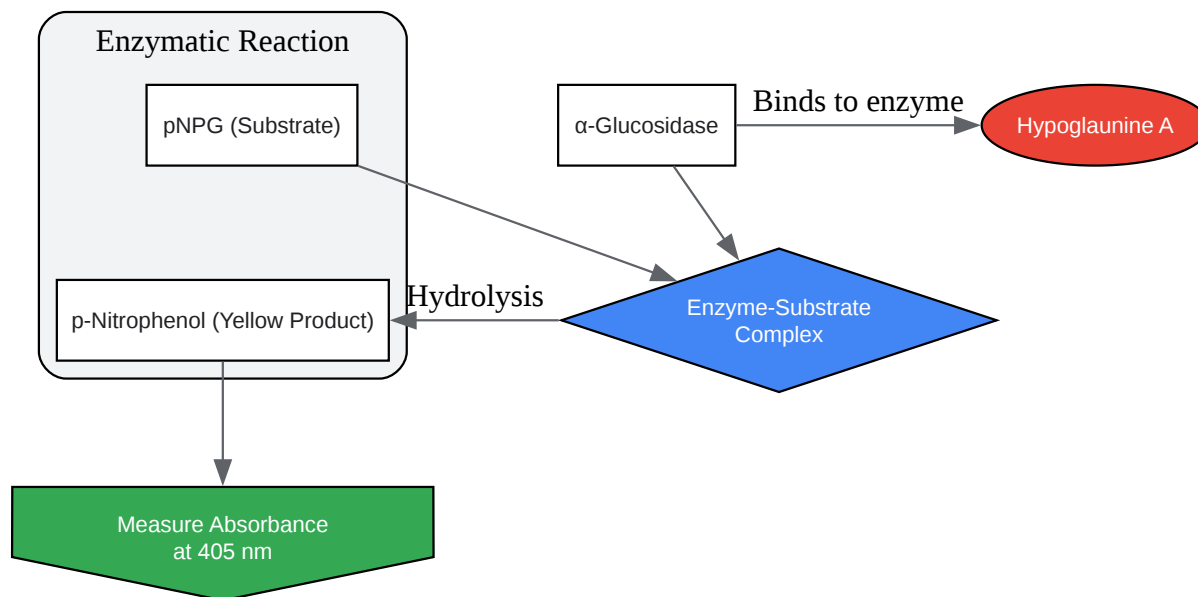 Enzymatic Reaction
pNPG (Substrate)
α-Glucosidase
Binds to enzyme
Hypoglaunine A
p-Nitrophenol (Yellow Product)
Hydrolysis
Enzyme-Substrate
Complex
Measure Absorbance
at 405 nm